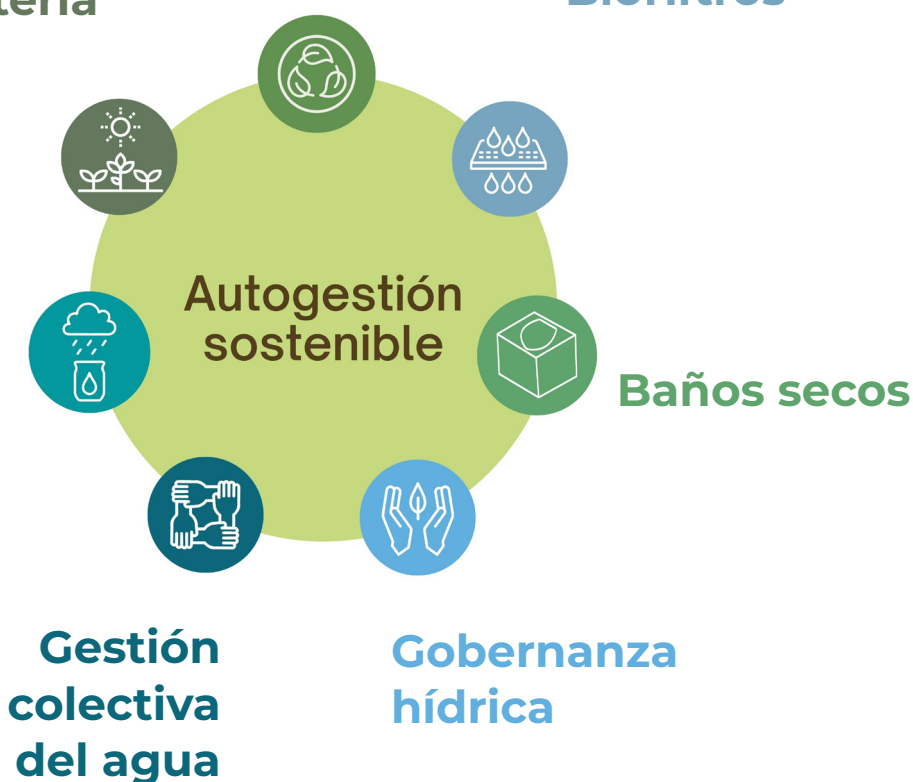 Autogestión
sostenible
Baños secos
Gestión
colectiva
del agua
Gobernanza
hídrica